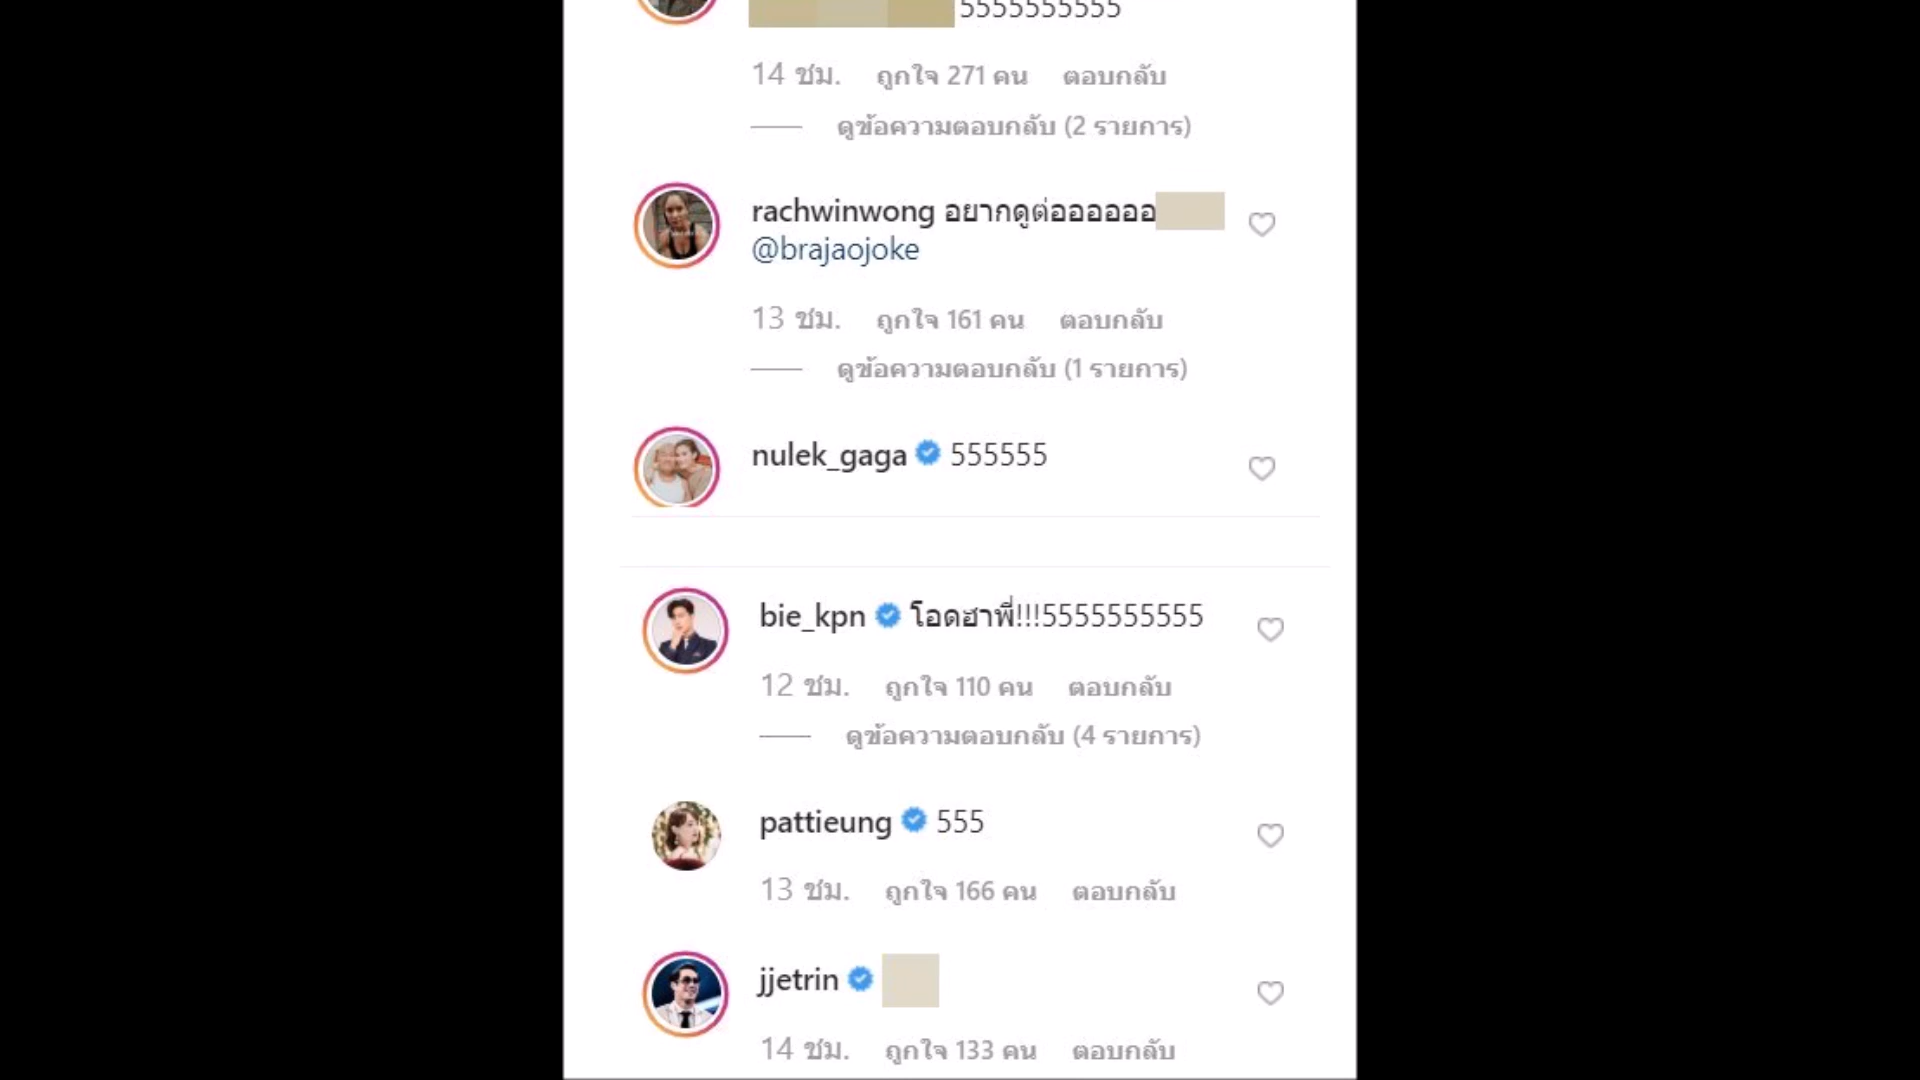 5555555555
14 ชม. ถูกใจ 271 คน ตอบกลับ
ดูข้อความตอบกลับ (2 รายการ)
rachwinwong อยากดูต่ออออออ
@brajaojoke
13 ชม. ถูกใจ 161 คน ตอบกลับ
ดูข้อความตอบกลับ (1 รายการ)
nulek_gaga 555555
bie_kpn โอดฮาพี่!!!5555555555
12 ชม. ถูกใจ 110 คน ตอบกลับ
ดูข้อความตอบกลับ (4 รายการ)
pattieung 555
13 ชม. ถูกใจ 166 คน ตอบกลับ
jjetrin
14 ชม. ถูกใจ 133 คน ตอบกลับ